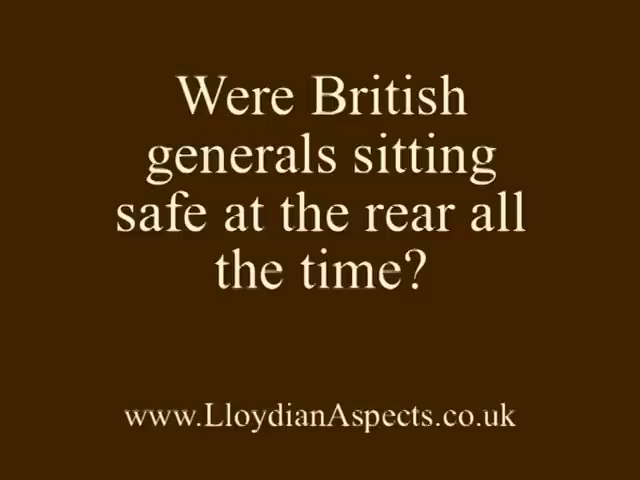 Were British
generals sitting
safe at the rear all
the time?
www.LloydianAspects.co.uk